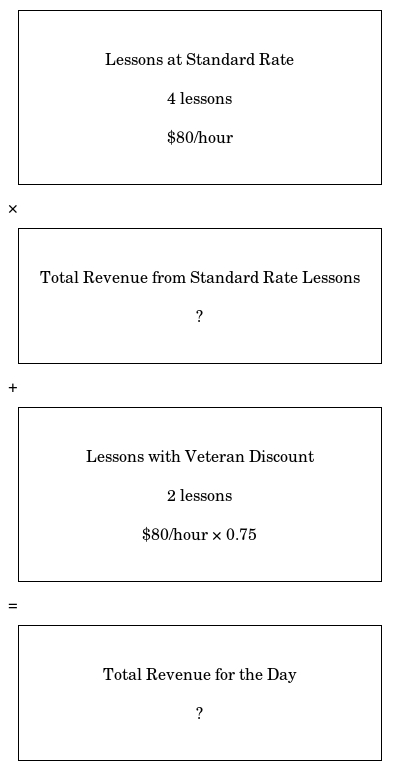 Lessons at Standard Rate
4 lessons
$80/hour
×
Total Revenue from Standard Rate Lessons
?
+
Lessons with Veteran Discount
2 lessons
$80/hour × 0.75
=
Total Revenue for the Day
?